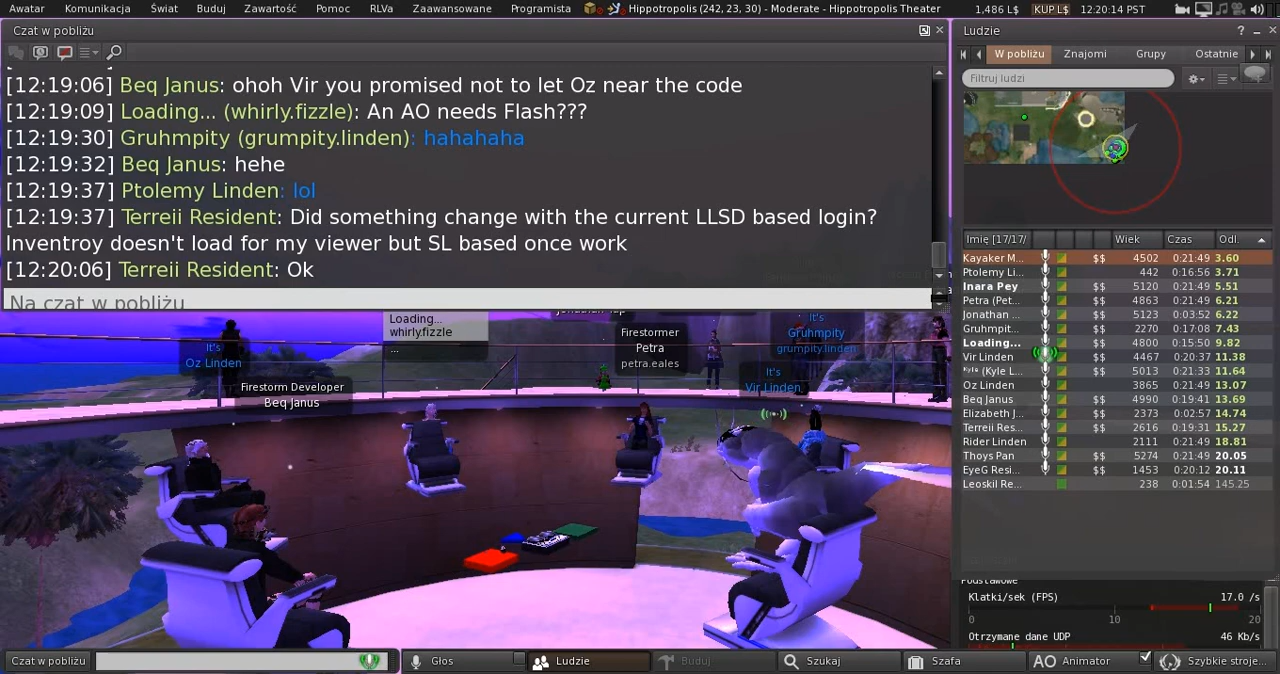 Awatar Komunikacja Świat Buduj Zawartość Pomoc RLVa Zaawansowane Programista Hippotropolis (242, 23, 30) - Moderate - Hippotropolis Theater 1,486 L$ KUP L$ 12:20:14 PST
Czat w pobliżu
[12:19:06] Beq Janus: ohoh Vir you promised not to let Oz near the code
[12:19:09] Loading... (whirly.fizzle): An AO needs Flash???
[12:19:30] Gruhmpity (grumpity.linden): hahahaha
[12:19:32] Beq Janus: hehe
[12:19:37] Ptolemy Linden: lol
[12:19:37] Terreii Resident: Did something change with the current LLSD based login?
Inventroy doesn't load for my viewer but SL based once work
[12:20:06] Terreii Resident: Ok
Na czat w pobliżu
Loading...
whirly.fizzle
...
It's
Oz Linden
Firestorm Developer
Beq Janus
Firestormer
Petra
petra.eales
It's
Gruhmpity
grumpity.linden
It's
Vir Linden
Ludzie
W pobliżu Znajomi Grupy Ostatnie
Filtruj ludzi
Imię [17/17/ Wiek Czas Odl.
Kayaker M... $$ 4502 0:21:49 3.60
Ptolemy Li... 442 0:16:56 3.71
Inara Pey $$ 5120 0:21:49 5.51
Petra (Pet... $$ 4863 0:21:49 6.21
Jonathan ... $$ 5123 0:03:52 6.22
Gruhmpit... $$ 2270 0:17:08 7.43
Loading... $$ 4800 0:15:50 9.82
Vir Linden 4467 0:20:37 11.38
ᴷʸˡᵉ (Kyle L... $$ 5013 0:21:33 11.64
Oz Linden 3865 0:21:49 13.07
Beq Janus $$ 4990 0:19:41 13.69
Elizabeth J... $$ 2373 0:02:57 14.74
Terreii Res... $$ 2616 0:19:31 15.27
Rider Linden 2111 0:21:49 18.81
Thoys Pan $$ 5274 0:21:49 20.05
EyeG Resi... $$ 1453 0:20:12 20.11
Leoskil Re... 238 0:01:54 145.25
Podstawowe
Klatki/sek (FPS) 17.0 /s
0 10 20
Otrzymane dane UDP 46 Kb/s
Czat w pobliżu Głos Ludzie Buduj Szukaj Szafa AO Animator Szybkie stroje...